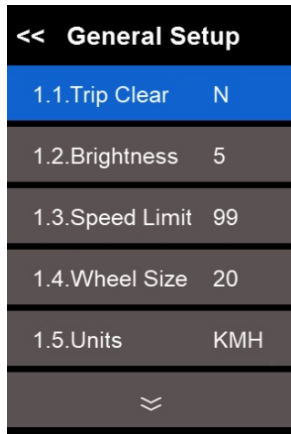 << General Setup
1.1.Trip Clear N
1.2.Brightness 5
1.3.Speed Limit 99
1.4.Wheel Size 20
1.5.Units KMH